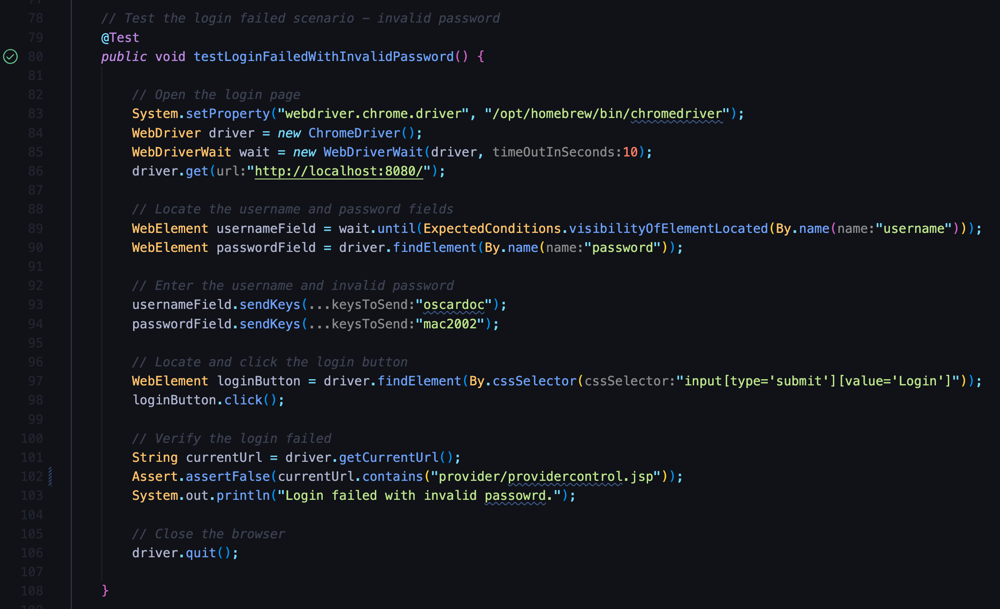 78 // Test the login failed scenario – invalid password
79 @Test
80 public void testLoginFailedWithInvalidPassword() {
81
82 // Open the login page
83 System.setProperty("webdriver.chrome.driver", "/opt/homebrew/bin/chromedriver");
84 WebDriver driver = new ChromeDriver();
85 WebDriverWait wait = new WebDriverWait(driver, timeOutInSeconds:10);
86 driver.get(url:"http://localhost:8080/");
87
88 // Locate the username and password fields
89 WebElement usernameField = wait.until(ExpectedConditions.visibilityOfElementLocated(By.name(name:"username")));
90 WebElement passwordField = driver.findElement(By.name(name:"password"));
91
92 // Enter the username and invalid password
93 usernameField.sendKeys(...keysToSend:"oscardoc");
94 passwordField.sendKeys(...keysToSend:"mac2002");
95
96 // Locate and click the login button
97 WebElement loginButton = driver.findElement(By.cssSelector(cssSelector:"input[type='submit'][value='Login']"));
98 loginButton.click();
99
100 // Verify the login failed
101 String currentUrl = driver.getCurrentUrl();
102 Assert.assertFalse(currentUrl.contains("provider/providercontrol.jsp"));
103 System.out.println("Login failed with invalid passowrd.");
104
105 // Close the browser
106 driver.quit();
107
108 }